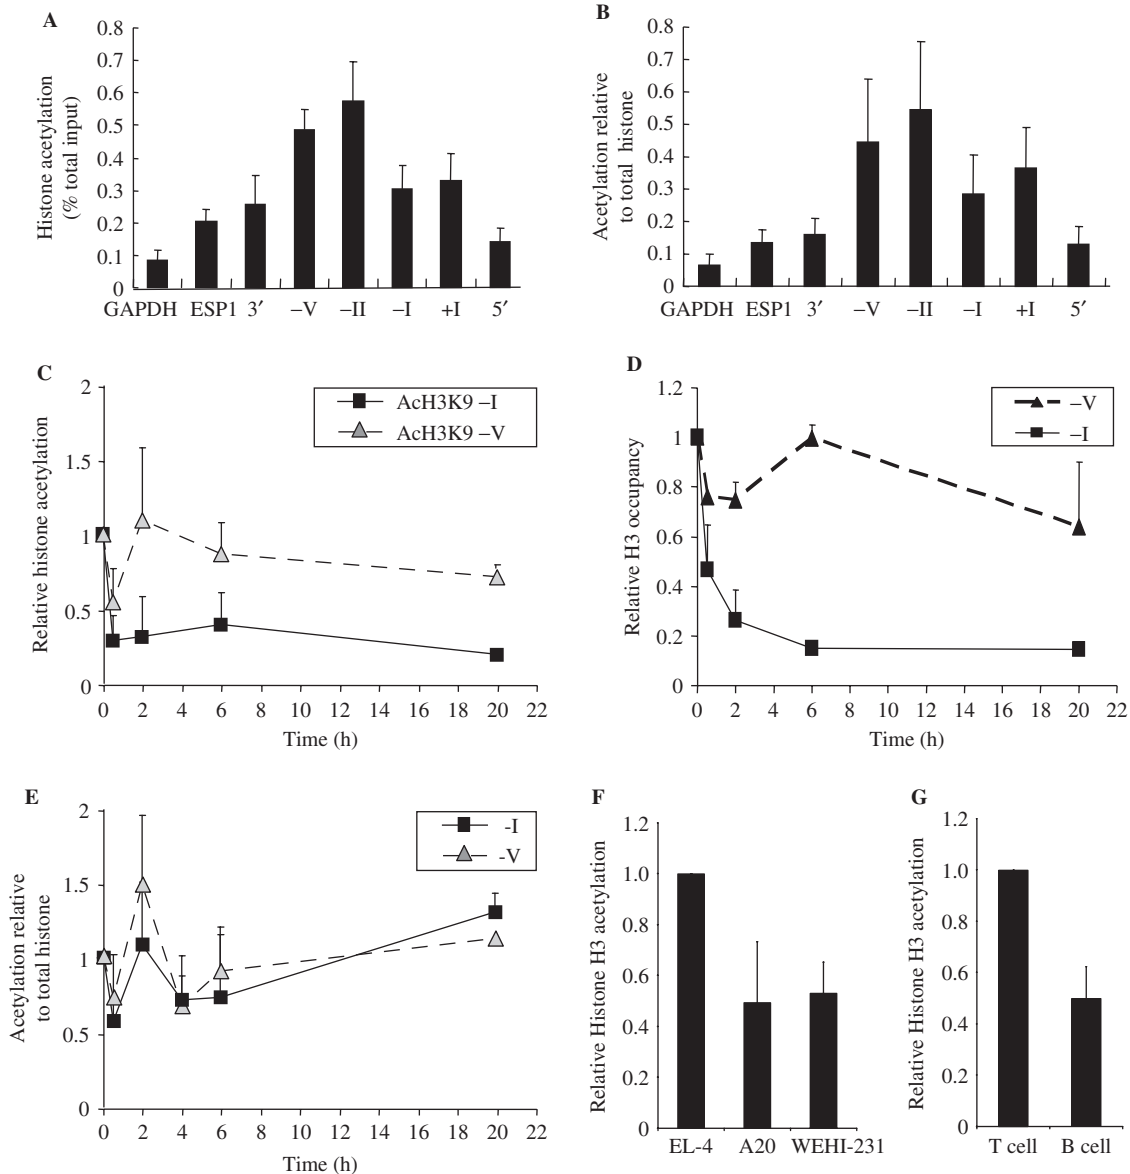 A
Histone acetylation
(% total input)
0.8
0.7
0.6
0.5
0.4
0.3
0.2
0.1
0
GAPDH ESP1 3′ −V −II −I +I 5′
B
Acetylation relative
to total histone
0.8
0.7
0.6
0.5
0.4
0.3
0.2
0.1
0
GAPDH ESP1 3′ −V −II −I +I 5′
C
Relative histone acetylation
2
1.5
1
0.5
0
AcH3K9 −I
AcH3K9 −V
0 2 4 6 8 10 12 14 16 18 20 22
Time (h)
D
Relative H3 occupancy
1.2
1
0.8
0.6
0.4
0.2
0
−V
−I
0 2 4 6 8 10 12 14 16 18 20 22
Time (h)
E
Acetylation relative
to total histone
2
1.5
1
0.5
0
-I
-V
0 2 4 6 8 10 12 14 16 18 20 22
Time (h)
F
Relative Histone H3 acetylation
1.2
1.0
0.8
0.6
0.4
0.2
0
EL-4 A20 WEHI-231
G
Relative Histone H3 acetylation
1.2
1.0
0.8
0.6
0.4
0.2
0
T cell B cell